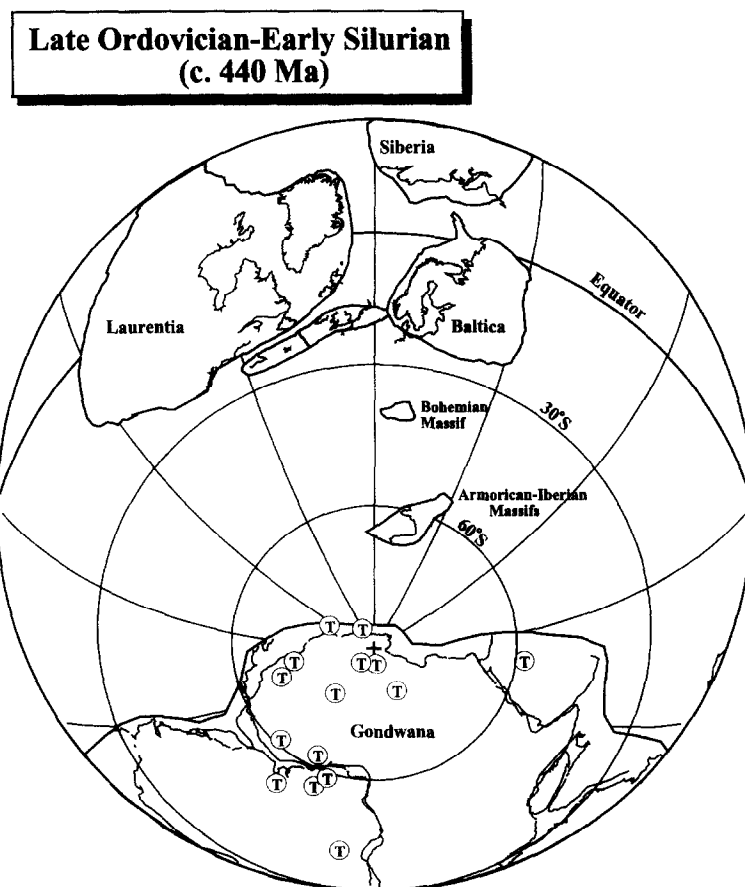 Late Ordovician-Early Silurian
(c. 440 Ma)
Siberia
Equator
Laurentia
Baltica
Bohemian
Massif
30°S
Armorican-Iberian
Massifs
60°S
T
T
T
T
T
T
T
T
T
T
Gondwana
T
T
T
T
T
T